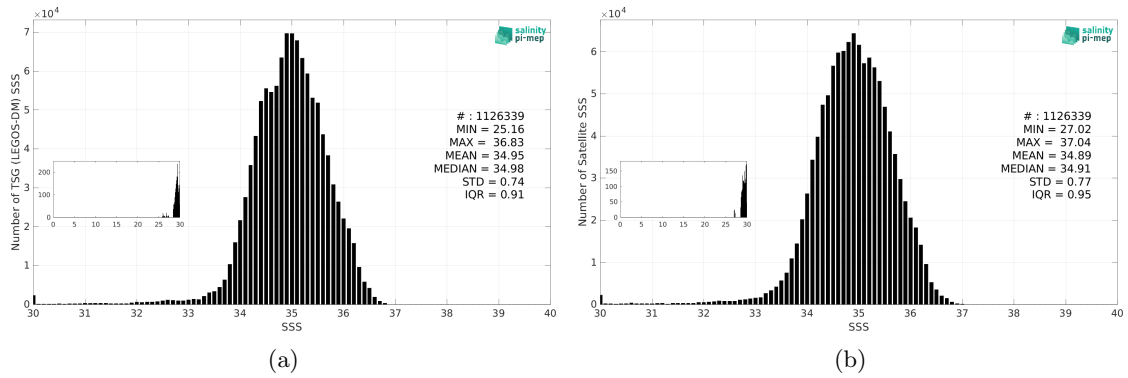 ×10⁴
7
6
5
4
3
2
1
0
Number of TSG (LEGOS-DM) SSS
salinity
pi-mep
# : 1126339
MIN = 25.16
MAX = 36.83
MEAN = 34.95
MEDIAN = 34.98
STD = 0.74
IQR = 0.91
200
100
0
0 5 10 15 20 25 30
30 31 32 33 34 35 36 37 38 39 40
SSS
(a)
×10⁴
6
5
4
3
2
1
0
Number of Satellite SSS
salinity
pi-mep
# : 1126339
MIN = 27.02
MAX = 37.04
MEAN = 34.89
MEDIAN = 34.91
STD = 0.77
IQR = 0.95
150
100
50
0
0 5 10 15 20 25 30
30 31 32 33 34 35 36 37 38 39 40
SSS
(b)